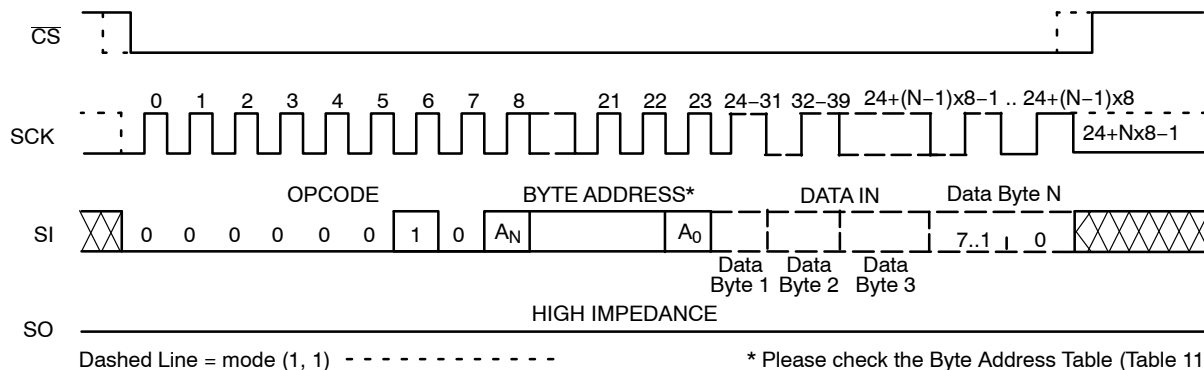 CS
0 1 2 3 4 5 6 7 8 21 22 23 24–31 32–39 24+(N–1)x8–1 .. 24+(N–1)x8
SCK
24+Nx8–1
OPCODE BYTE ADDRESS* DATA IN Data Byte N
SI
0 0 0 0 0 0 1 0 AN A0 7..1 0
Data Byte 1
Data Byte 2
Data Byte 3
HIGH IMPEDANCE
SO
Dashed Line = mode (1, 1)
* Please check the Byte Address Table (Table 11